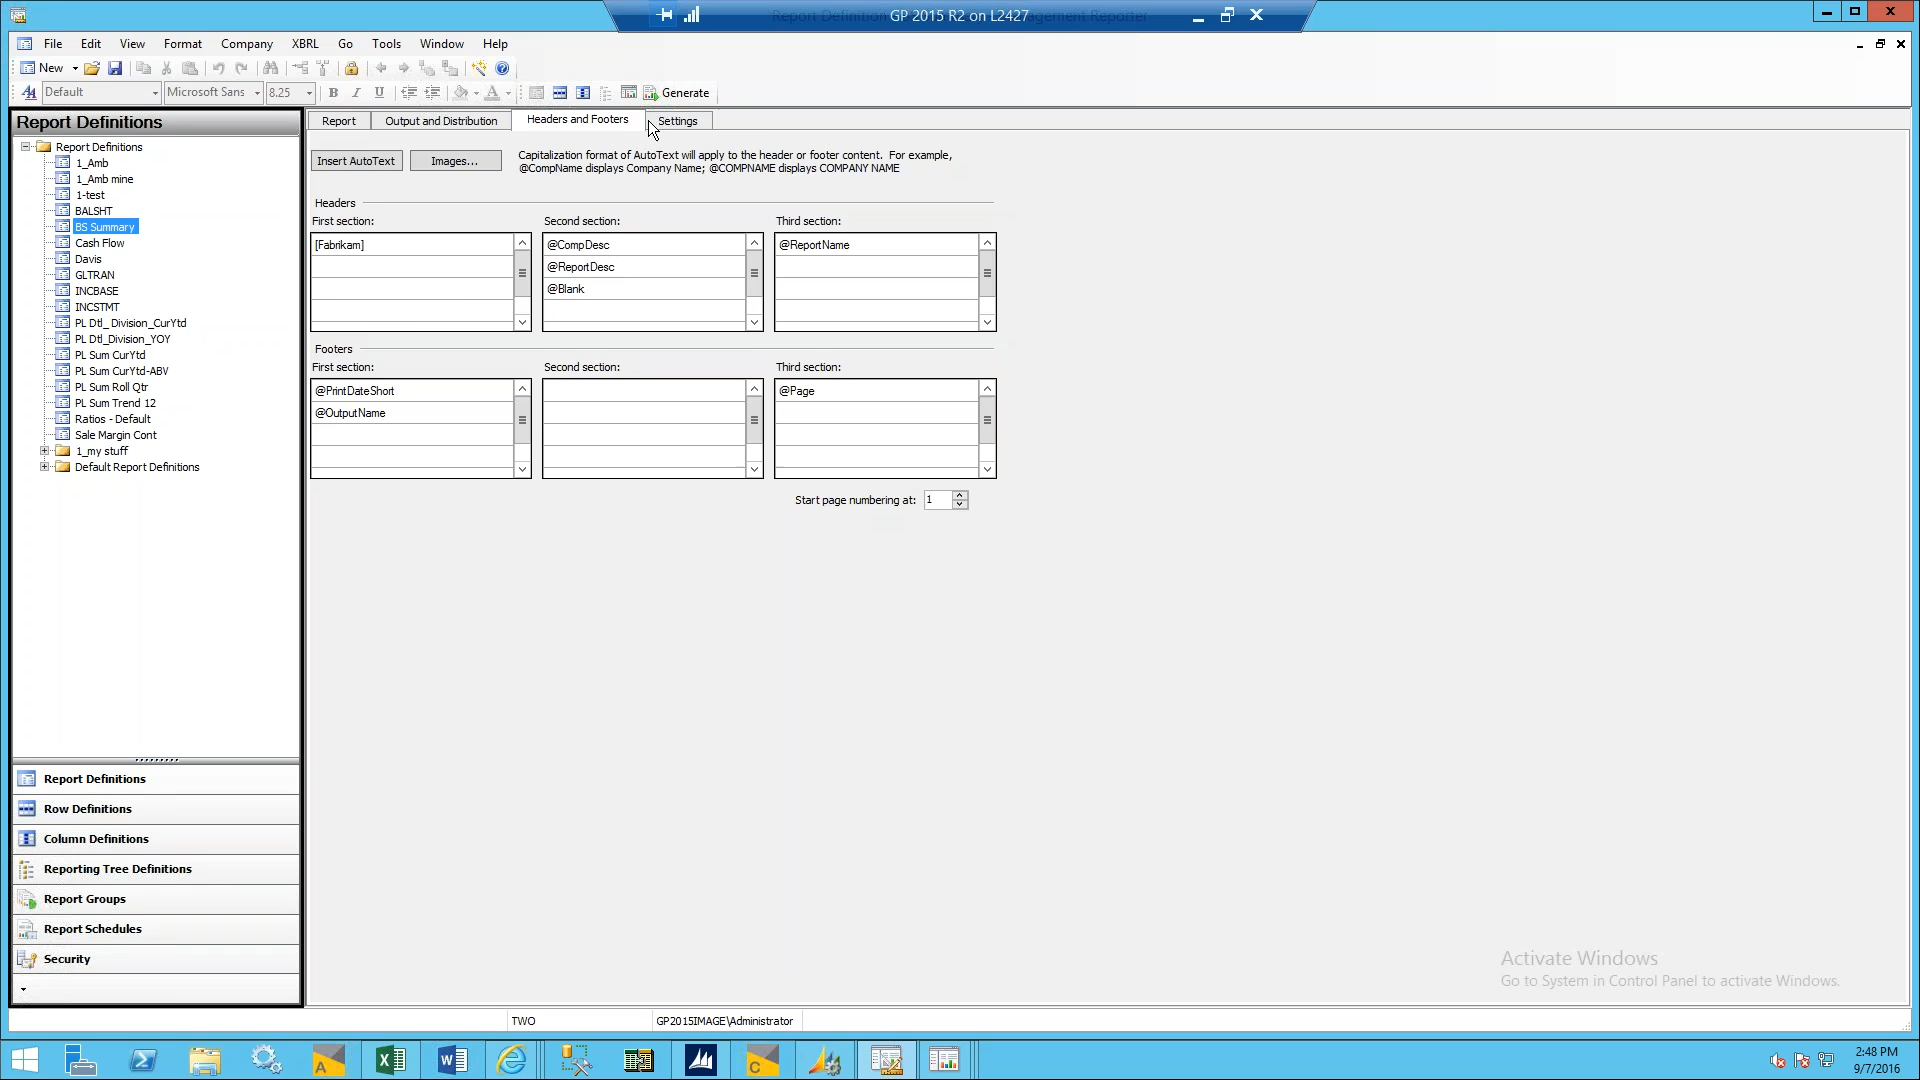 Report Definition GP 2015 R2 on L2427 agement Reporter
File Edit View Format Company XBRL Go Tools Window Help
New
Default Microsoft Sans 8.25 B I U Generate
Report Definitions
Report Output and Distribution Headers and Footers Settings
Report Definitions
1_Amb
1_Amb mine
1-test
BALSHT
BS Summary
Cash Flow
Davis
GLTRAN
INCBASE
INCSTMT
PL Dtl_ Division_CurYtd
PL Dtl_Division_YOY
PL Sum CurYtd
PL Sum CurYtd-ABV
PL Sum Roll Qtr
PL Sum Trend 12
Ratios - Default
Sale Margin Cont
1_my stuff
Default Report Definitions
Insert AutoText Images...
Capitalization format of AutoText will apply to the header or footer content. For example,
@CompName displays Company Name; @COMPNAME displays COMPANY NAME
Headers
First section: Second section: Third section:
[Fabrikam] @CompDesc @ReportName
@ReportDesc
@Blank
Footers
First section: Second section: Third section:
@PrintDateShort @Page
@OutputName
Start page numbering at: 1
Report Definitions
Row Definitions
Column Definitions
Reporting Tree Definitions
Report Groups
Report Schedules
Security
Activate Windows
Go to System in Control Panel to activate Windows.
TWO GP2015IMAGE\Administrator
A C
2:48 PM
9/7/2016